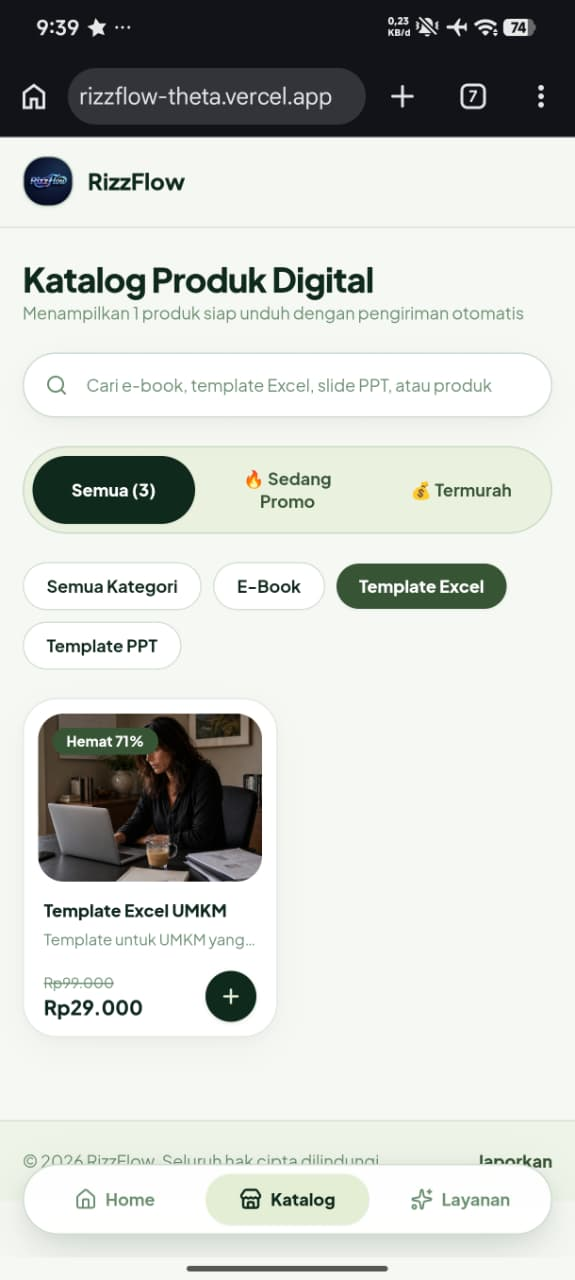 9:39
0,23
KB/d
74
rizzflow-theta.vercel.app
7
RizzFlow
RizzFlow
Katalog Produk Digital
Menampilkan 1 produk siap unduh dengan pengiriman otomatis
Cari e-book, template Excel, slide PPT, atau produk
Semua (3)
🔥 Sedang
Promo
💰 Termurah
Semua Kategori
E-Book
Template Excel
Template PPT
Hemat 71%
Template Excel UMKM
Template untuk UMKM yang...
Rp99.000
Rp29.000
© 2026 RizzFlow. Seluruh hak cipta dilindungi
laporkan
Home
Katalog
Layanan